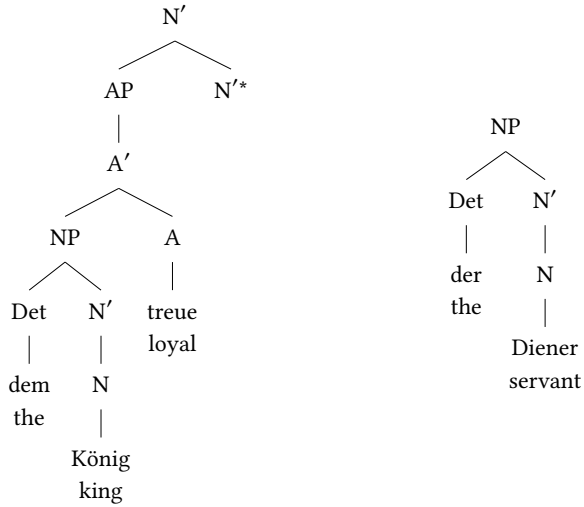 N′
AP N′*
NP
A′
Det N′
NP A
der N
the
Det N′ treue
loyal
Diener
servant
dem N
the
König
king